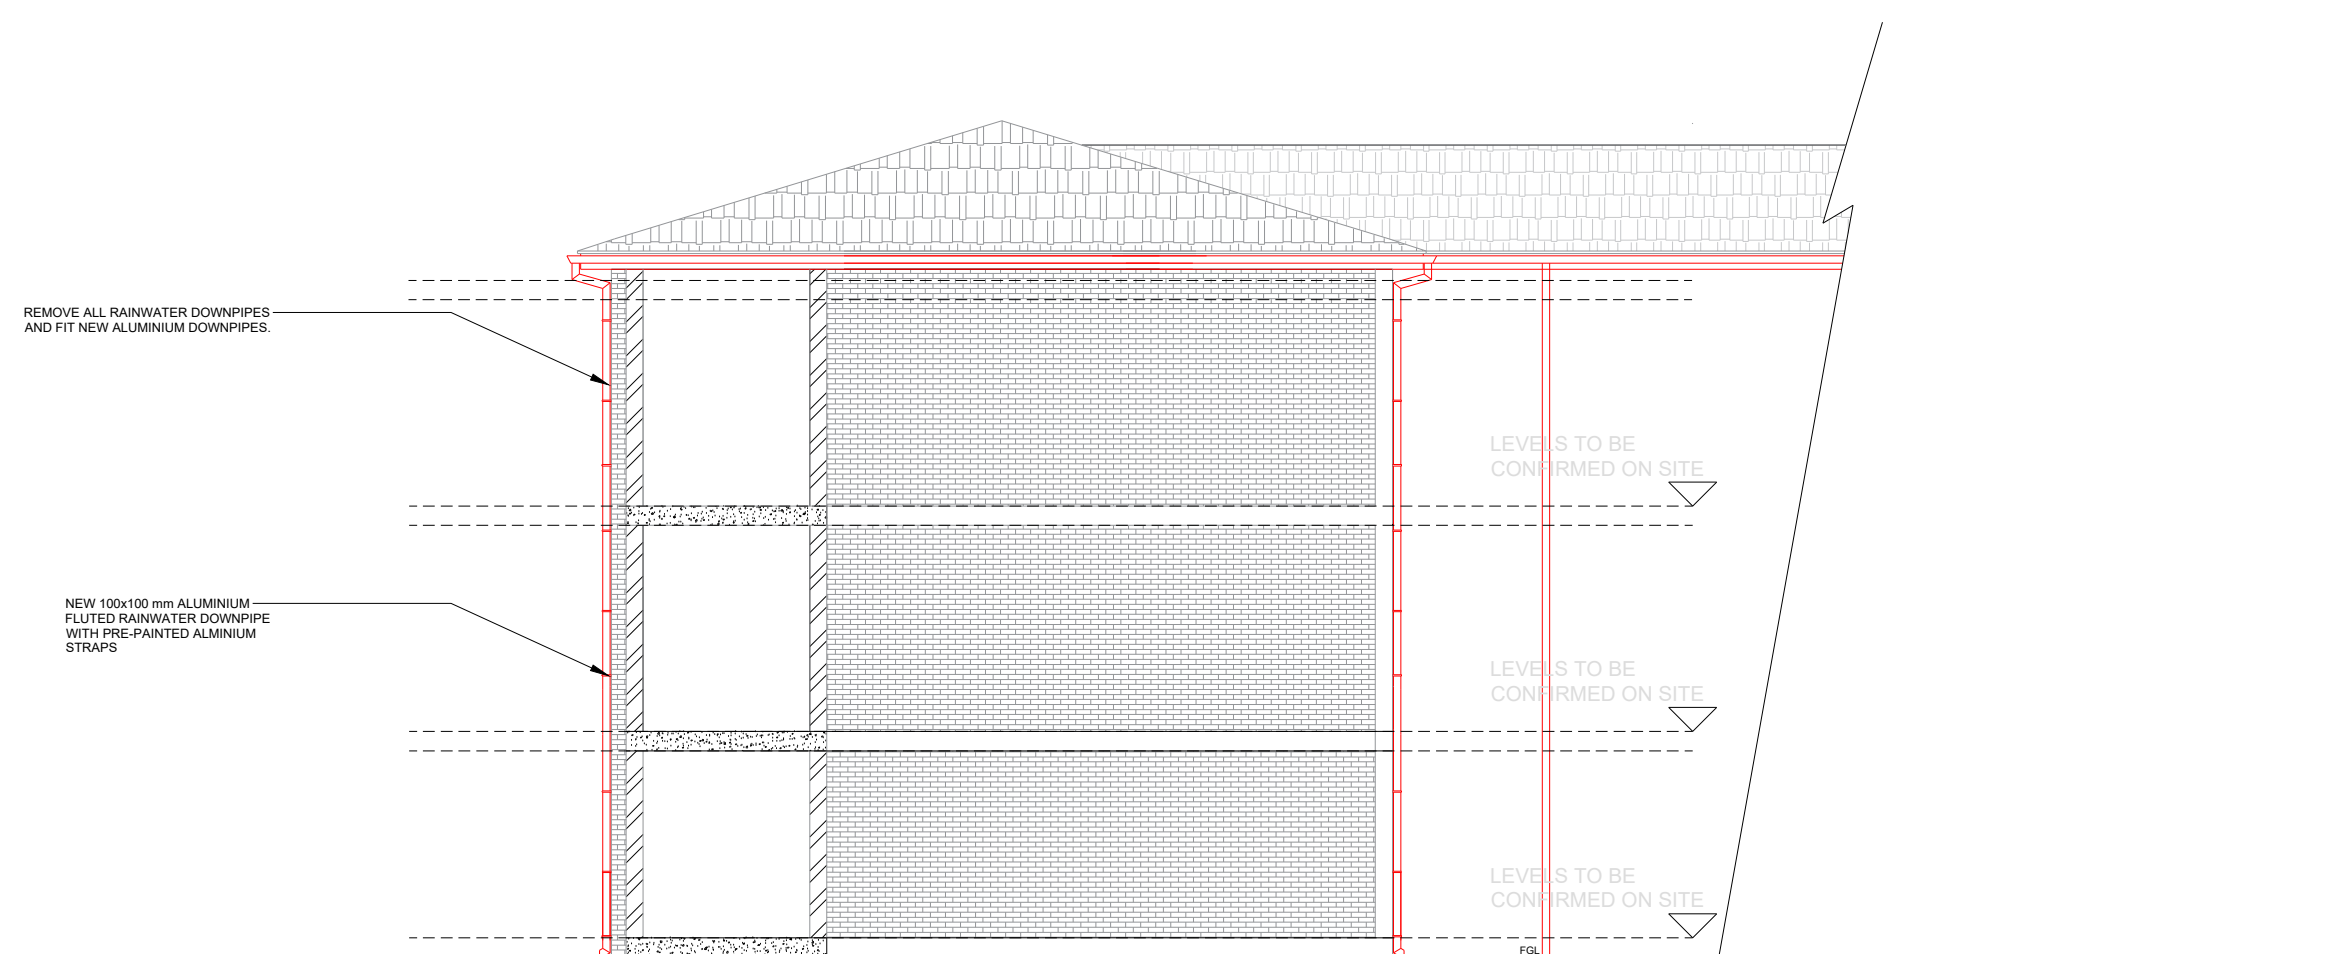 REMOVE ALL RAINWATER DOWNPIPES
AND FIT NEW ALUMINIUM DOWNPIPES.
LEVELS TO BE
CONFIRMED ON SITE
NEW 100x100 mm ALUMINIUM
FLUTED RAINWATER DOWNPIPE
WITH PRE-PAINTED ALMINIUM
STRAPS
LEVELS TO BE
CONFIRMED ON SITE
LEVELS TO BE
CONFIRMED ON SITE
FGL